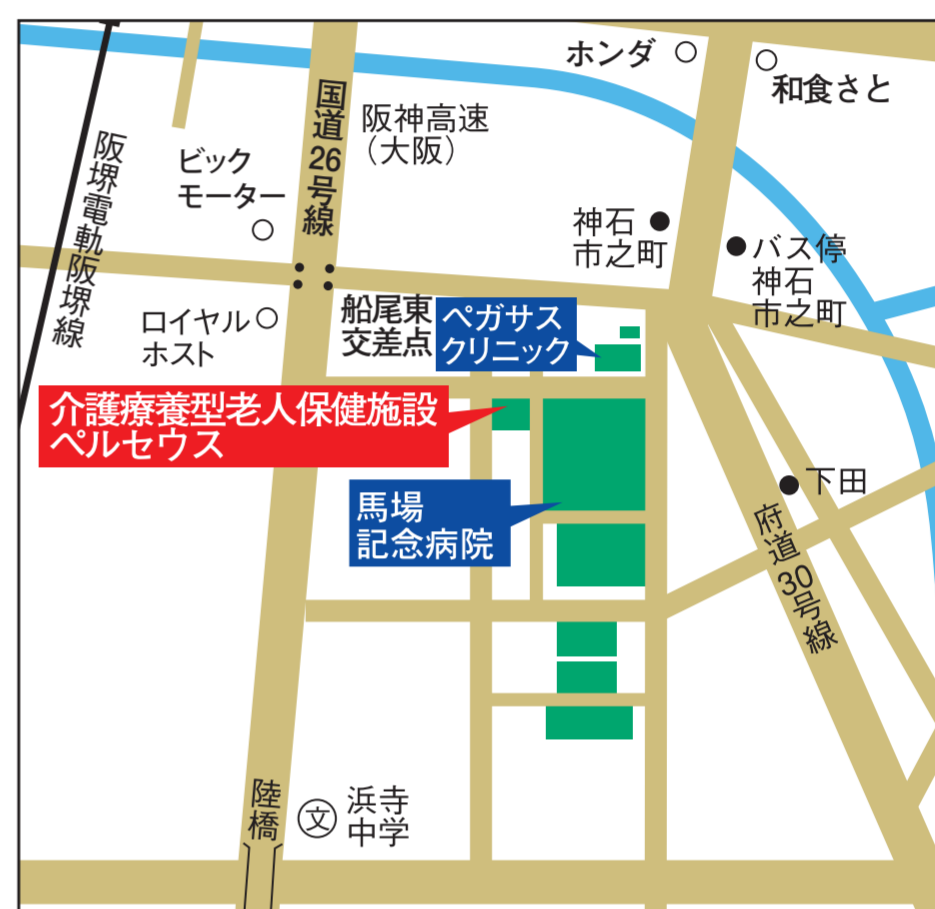 ホンダ
和食さと
国道26号線
阪神高速
（大阪）
阪堺電軌阪堺線
ビック
モーター
神石
市之町
バス停
神石
市之町
ロイヤル
ホスト
船尾東
交差点
ペガサス
クリニック
介護療養型老人保健施設
ペルセウス
馬場
記念病院
下田
府道30号線
陸橋
文
浜寺
中学